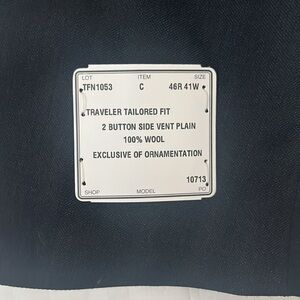 LOT ITEM SIZE
TFN1053 C 46R 41W
TRAVELER TAILORED FIT
2 BUTTON SIDE VENT PLAIN
100% WOOL
EXCLUSIVE OF ORNAMENTATION
10713
SHOP MODEL PO